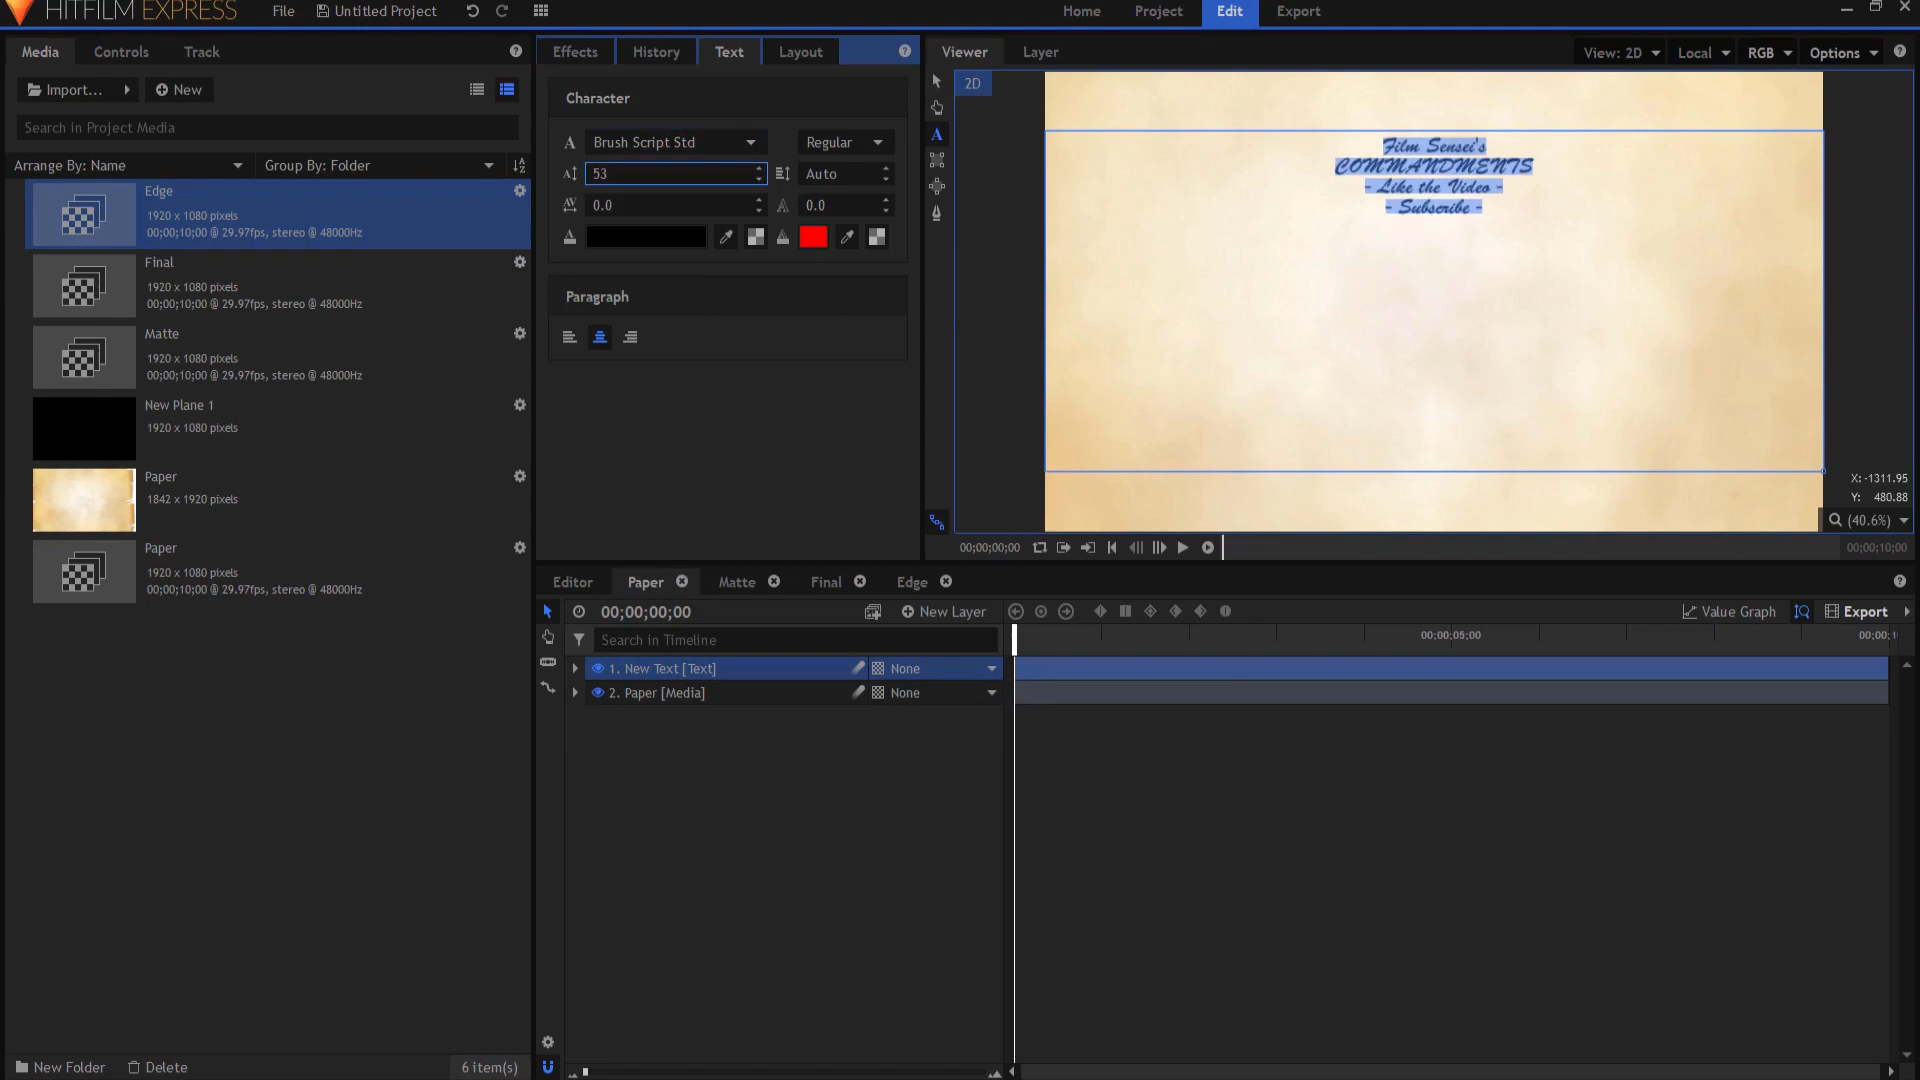 HITFILM EXPRESS
File
Untitled Project
Home
Project
Edit
Export
Media
Controls
Track
Effects
History
Text
Layout
Viewer
Layer
View: 2D
Local
RGB
Options
Import...
New
Search in Project Media
Arrange By: Name
Group By: Folder
Edge
1920 x 1080 pixels
00;00;10;00 @ 29.97fps, stereo @ 48000Hz
Final
1920 x 1080 pixels
00;00;10;00 @ 29.97fps, stereo @ 48000Hz
Matte
1920 x 1080 pixels
00;00;10;00 @ 29.97fps, stereo @ 48000Hz
New Plane 1
1920 x 1080 pixels
Paper
1842 x 1920 pixels
Paper
1920 x 1080 pixels
00;00;10;00 @ 29.97fps, stereo @ 48000Hz
New Folder
Delete
6 item(s)
Character
Brush Script Std
Regular
53
Auto
0.0
0.0
Paragraph
2D
Film Sensei's
COMMANDMENTS
- Like the Video -
- Subscribe -
X: -1311.95
Y: 480.88
(40.6%)
00;00;00;00
00;00;10;00
Editor
Paper
Matte
Final
Edge
00;00;00;00
New Layer
Value Graph
Export
Search in Timeline
00;00;05;00
1. New Text [Text]
None
2. Paper [Media]
None